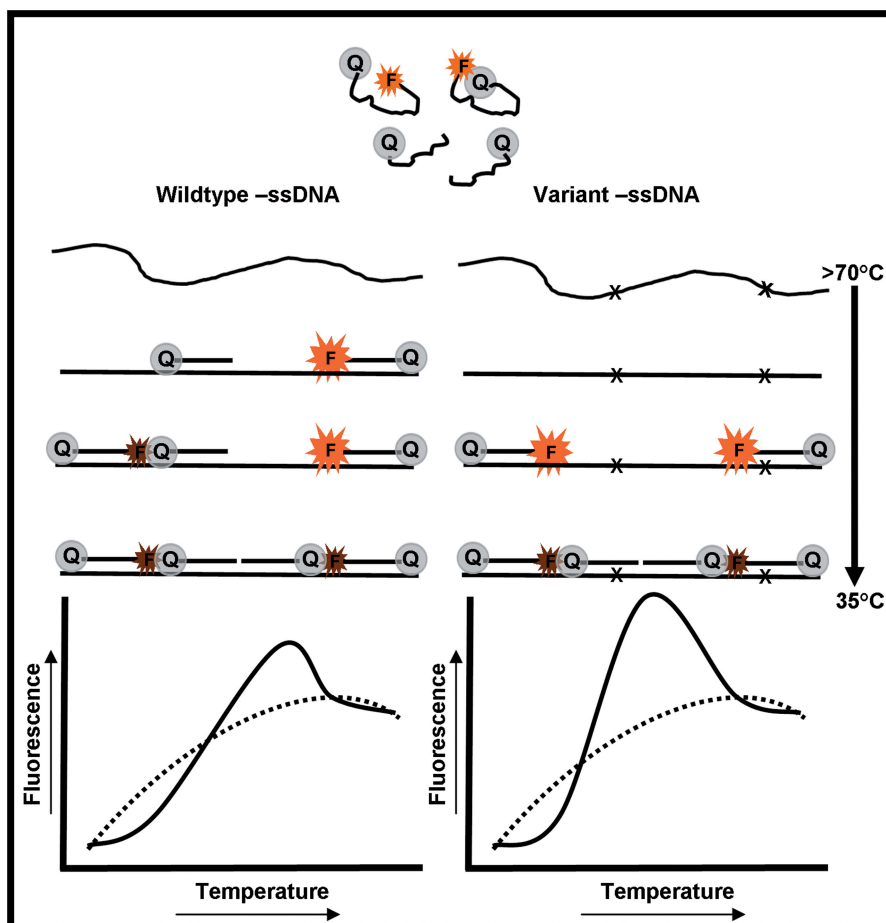 Q F F Q
Q Q
Wildtype –ssDNA Variant –ssDNA
>70°C
x x
Q F Q
x x
Q F Q F Q Q F F Q
x x
Q F Q Q F Q Q F Q Q F Q
x x
35°C
Fluorescence Fluorescence
Temperature Temperature